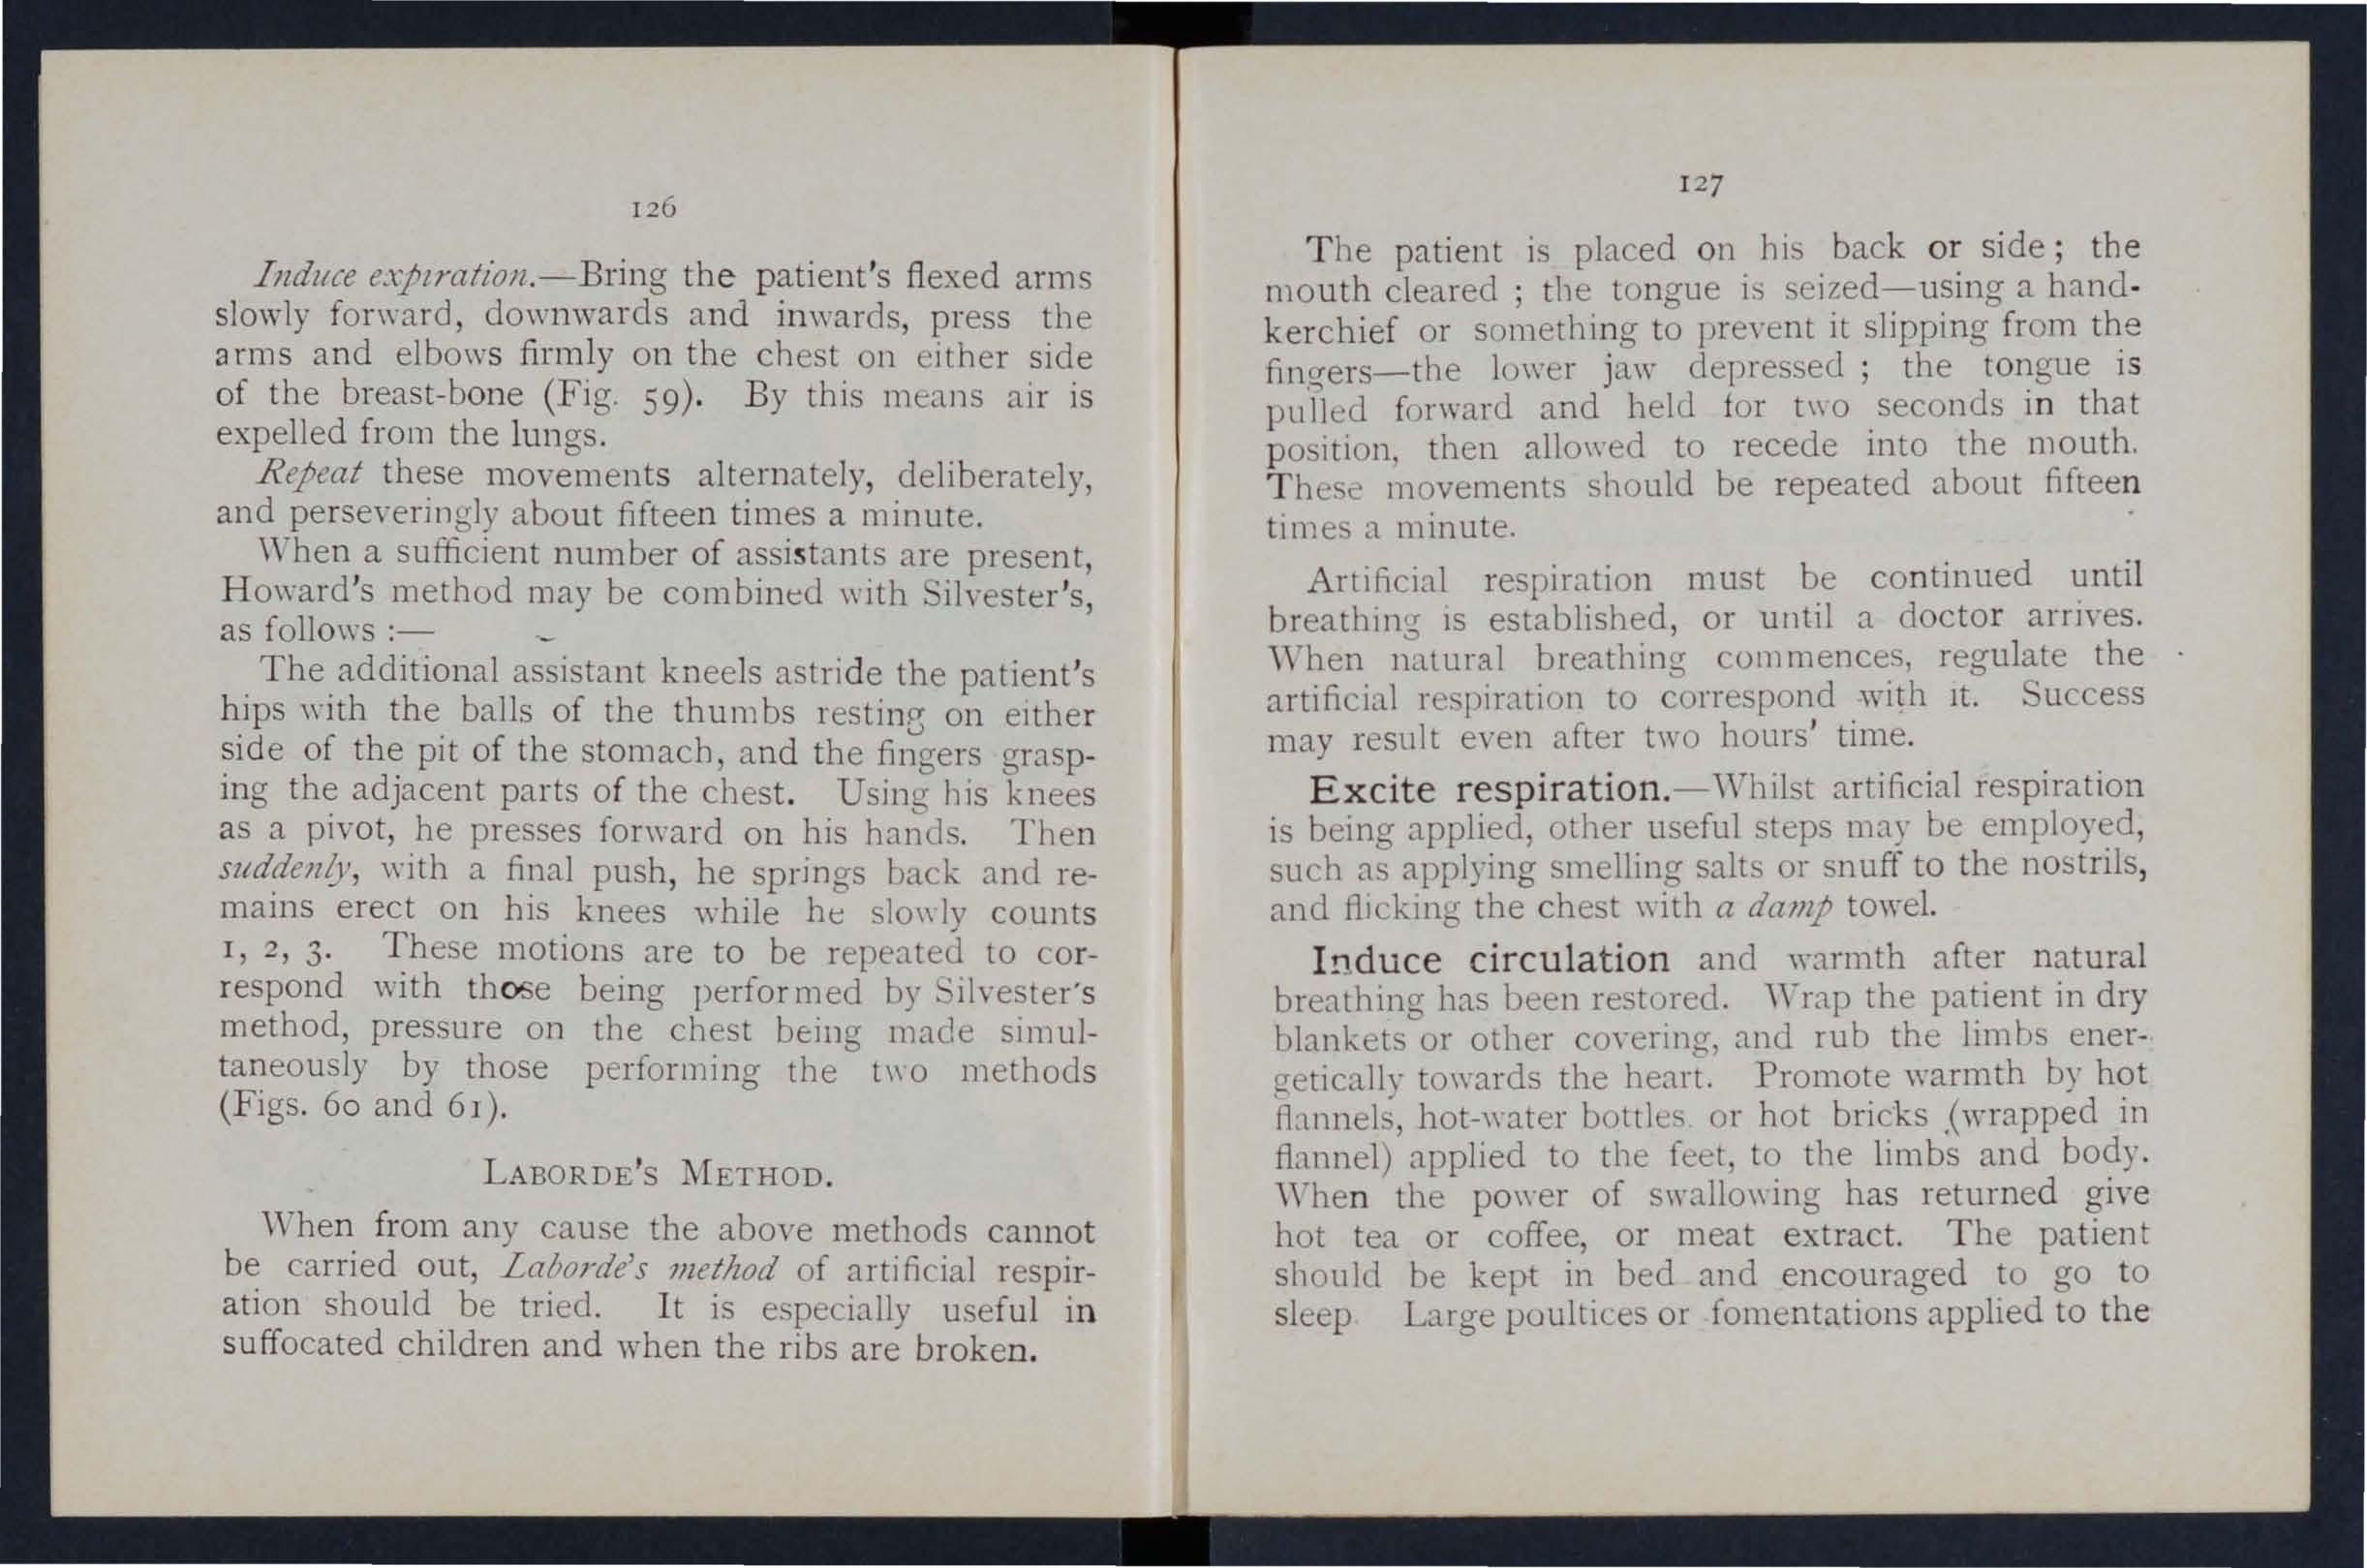 126
Induce expiration.—Bring the patient's flexed arms
slowly forward, downwards and inwards, press the
arms and elbows firmly on the chest on either side
of the breast-bone (Fig. 59). By this means air is
expelled from the lungs.
Repeat these movements alternately, deliberately,
and perseveringly about fifteen times a minute.
When a sufficient number of assistants are present,
Howard's method may be combined with Silvester's,
as follows :—
The additional assistant kneels astride the patient's
hips with the balls of the thumbs resting on either
side of the pit of the stomach, and the fingers grasp-
ing the adjacent parts of the chest. Using his knees
as a pivot, he presses forward on his hands. Then
suddenly, with a final push, he springs back and re-
mains erect on his knees while he slowly counts
1, 2, 3. These motions are to be repeated to cor-
respond with those being performed by Silvester's
method, pressure on the chest being made simul-
taneously by those performing the two methods
(Figs. 60 and 61).
LABORDE'S METHOD.
When from any cause the above methods cannot
be carried out, Laborde's method of artificial respir-
ation should be tried. It is especially useful in
suffocated children and when the ribs are broken.
127
The patient is placed on his back or side; the
mouth cleared ; the tongue is seized—using a hand-
kerchief or something to prevent it slipping from the
fingers—the lower jaw depressed ; the tongue is
pulled forward and held for two seconds in that
position, then allowed to recede into the mouth.
These movements should be repeated about fifteen
times a minute.
Artificial respiration must be continued until
breathing is established, or until a doctor arrives.
When natural breathing commences, regulate the
artificial respiration to correspond with it. Success
may result even after two hours' time.
Excite respiration.—Whilst artificial respiration
is being applied, other useful steps may be employed,
such as applying smelling salts or snuff to the nostrils,
and flicking the chest with a damp towel.
Induce circulation and warmth after natural
breathing has been restored. Wrap the patient in dry
blankets or other covering, and rub the limbs ener-
getically towards the heart. Promote warmth by hot
flannels, hot-water bottles. or hot bricks (wrapped in
flannel) applied to the feet, to the limbs and body.
When the power of swallowing has returned give
hot tea or coffee, or meat extract. The patient
should be kept in bed and encouraged to go to
sleep. Large poultices or fomentations applied to the